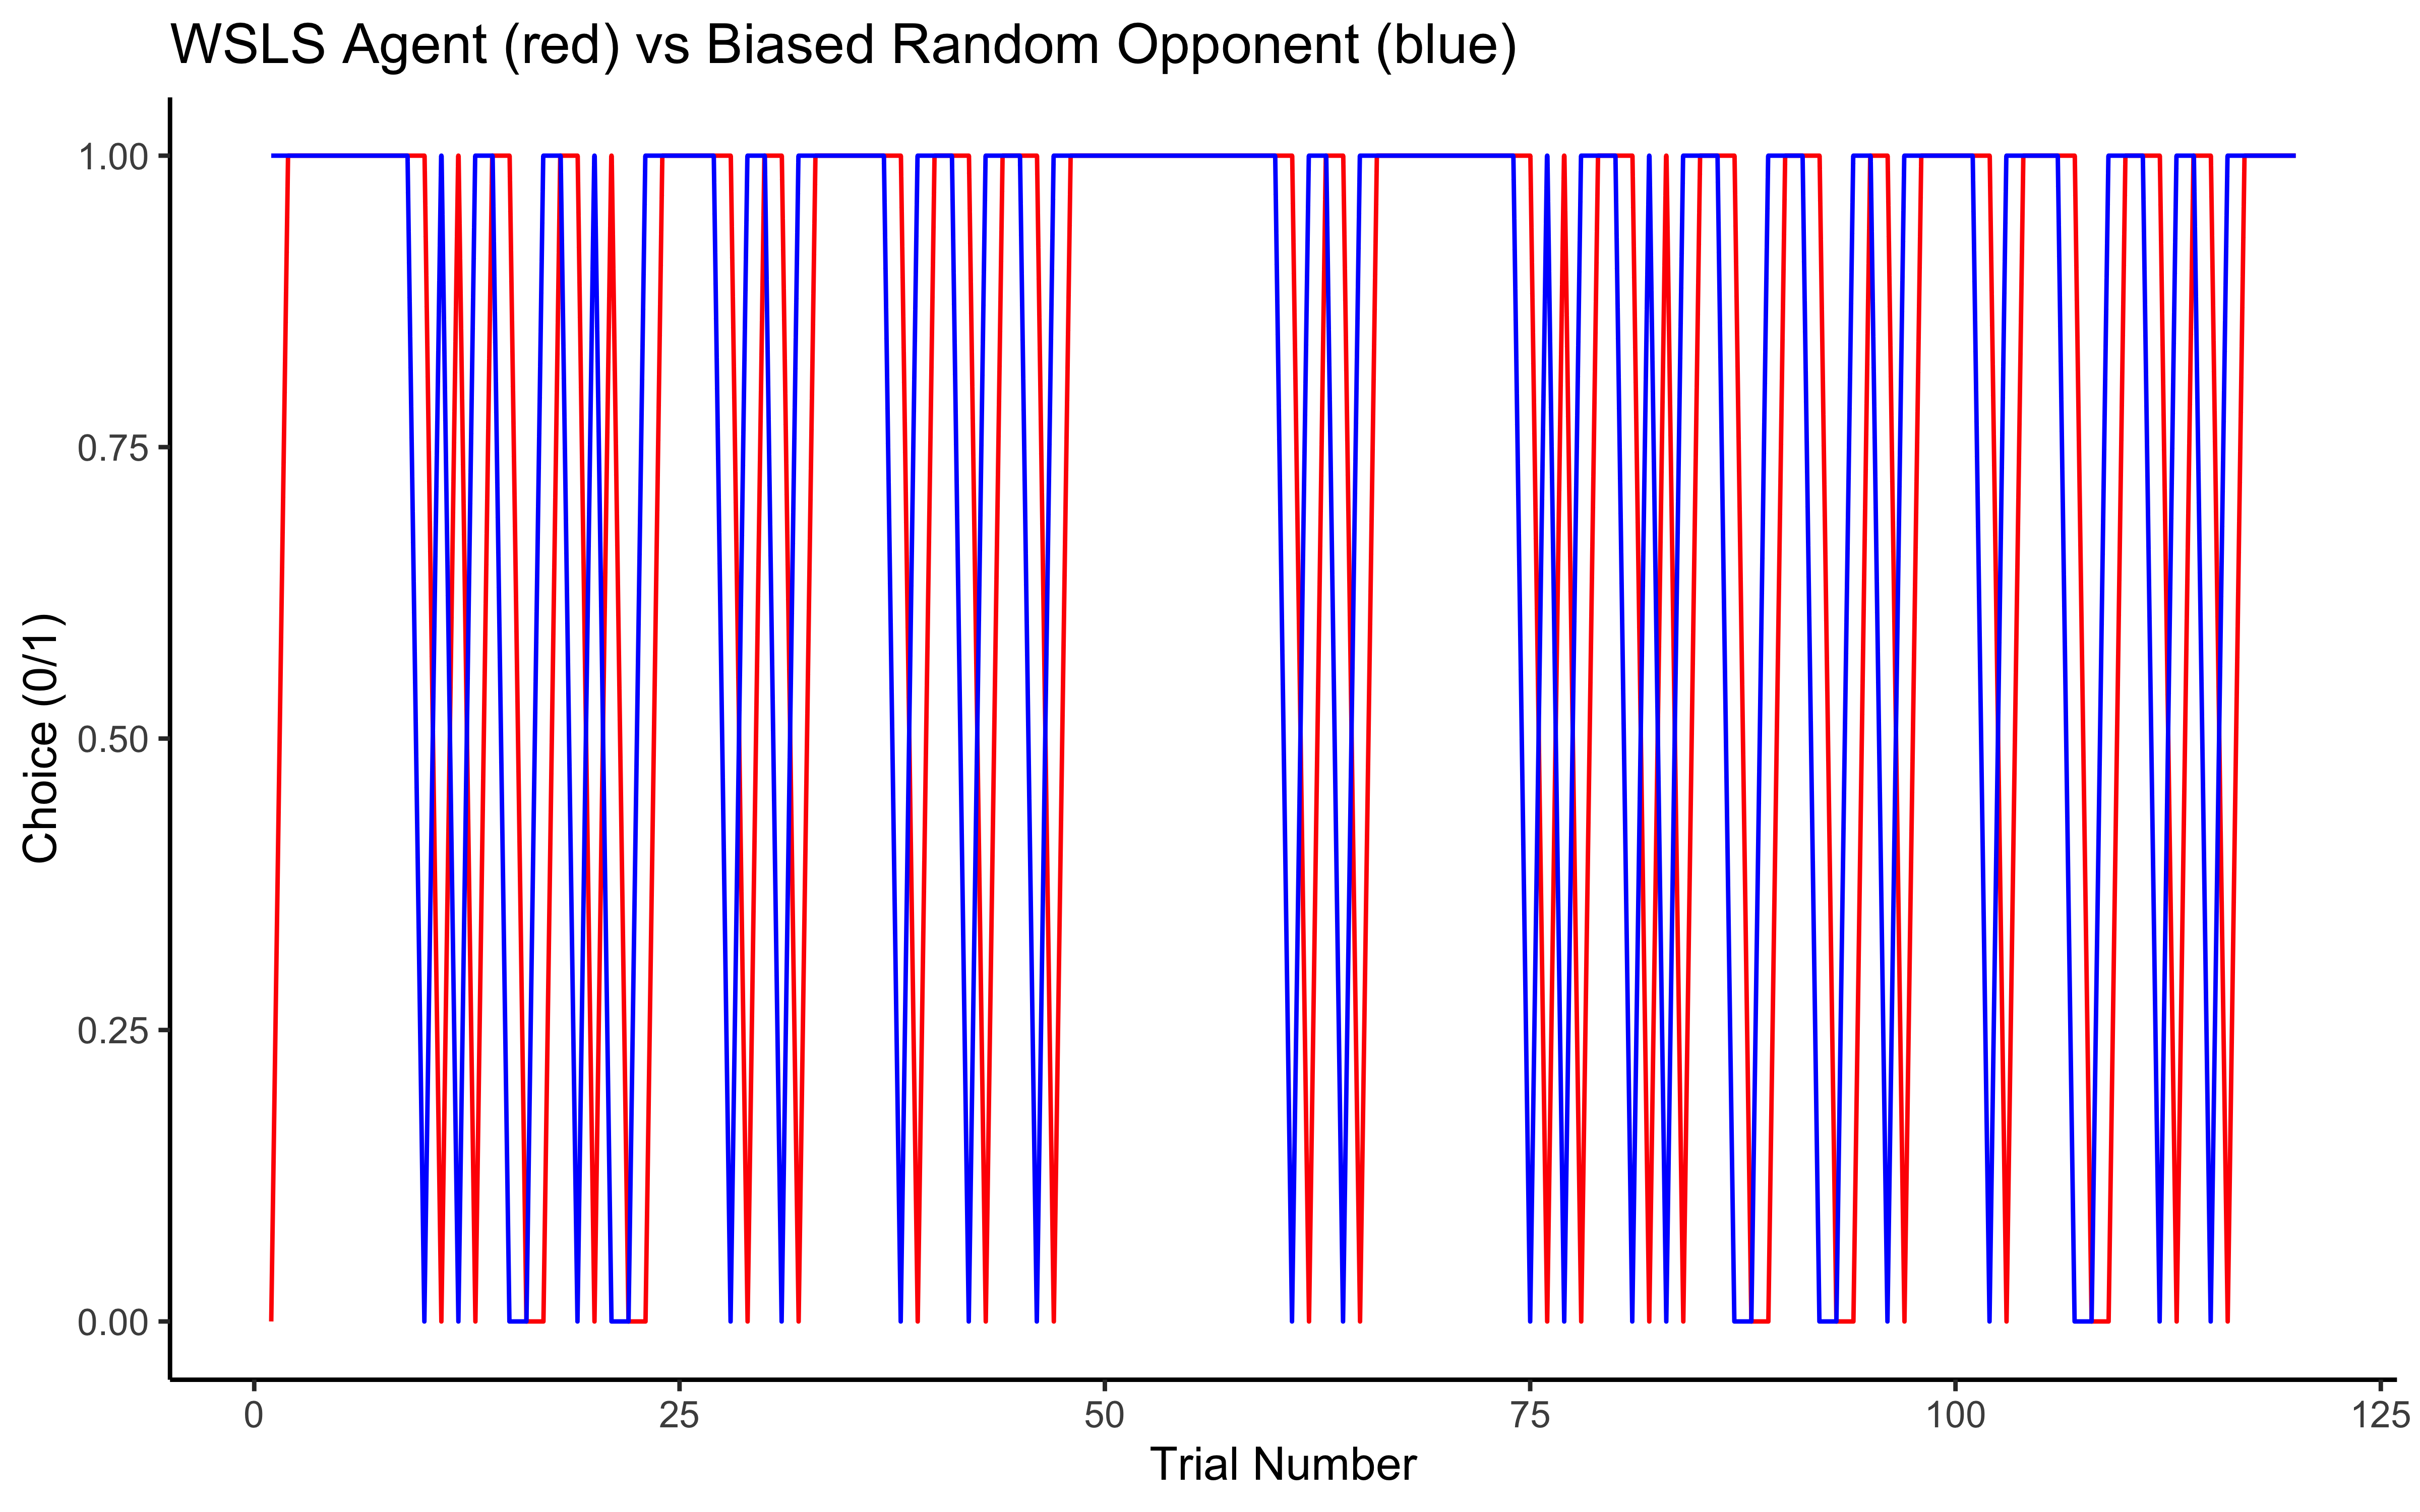 WSLS Agent (red) vs Biased Random Opponent (blue)
1.00
0.75
0.50
0.25
0.00
Choice (0/1)
0 25 50 75 100 125
Trial Number